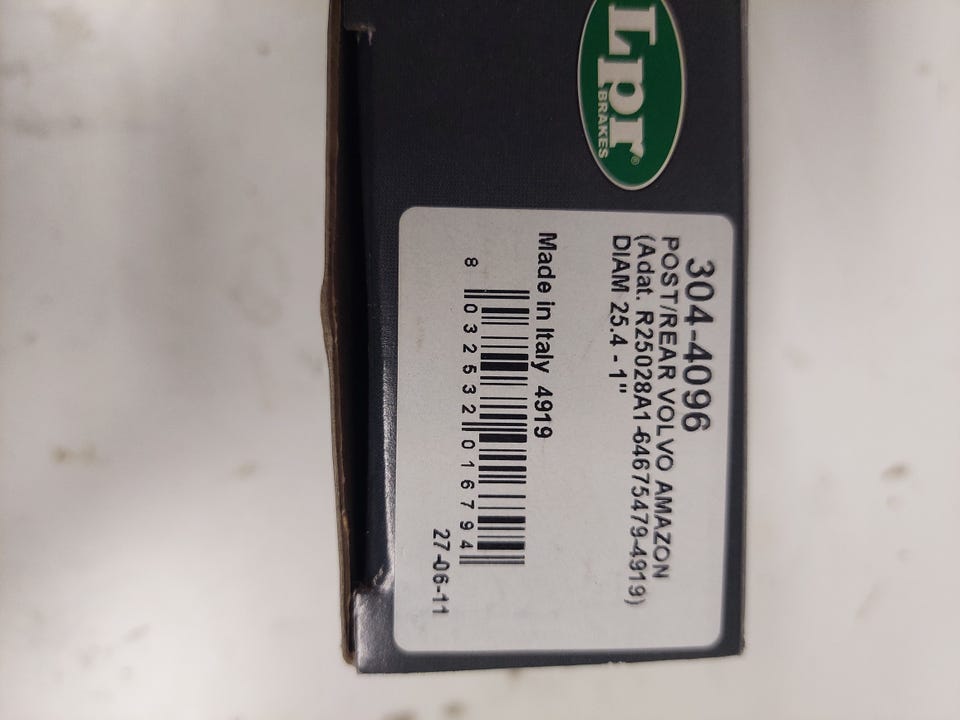 Lpr®
BRAKES
304-4096
POST/REAR VOLVO AMAZON
(Adat. R25028A1-64675479-4919)
DIAM 25.4 - 1"
Made in Italy 4919
8 032532 016794
27-06-11